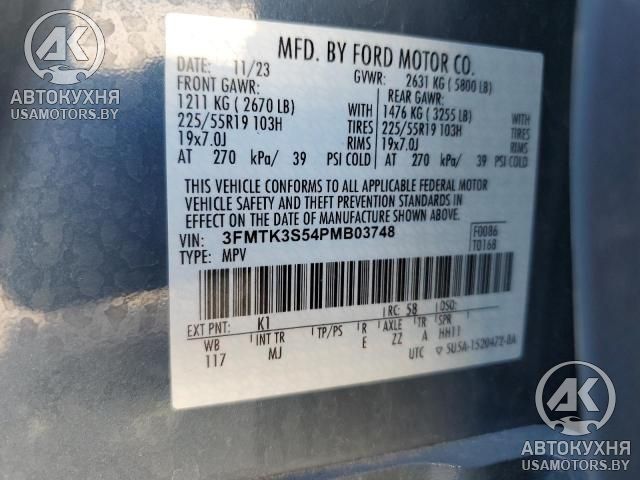 AK
АВТОКУХНЯ
USAMOTORS.BY
MFD. BY FORD MOTOR CO.
DATE: 11/23 GVWR: 2631 KG ( 5800 LB)
FRONT GAWR: REAR GAWR:
1211 KG ( 2670 LB) WITH 1476 KG ( 3255 LB) WITH
225/55R19 103H TIRES 225/55R19 103H TIRES
19x7.0J RIMS 19x7.0J RIMS
AT 270 kPa/ 39 PSI COLD AT 270 kPa/ 39 PSI COLD
THIS VEHICLE CONFORMS TO ALL APPLICABLE FEDERAL MOTOR
VEHICLE SAFETY AND THEFT PREVENTION STANDARDS IN
EFFECT ON THE DATE OF MANUFACTURE SHOWN ABOVE.
VIN: 3FMTK3S54PMB03748 F0086
TYPE: MPV T0168
EXT PNT: K1 RC: 58 DSO:
WB INT TR TP/PS R AXLE TR SPR
117 MJ E ZZ A HH11
UTC 5U5A-1520472-BA
AK
АВТОКУХНЯ
USAMOTORS.BY